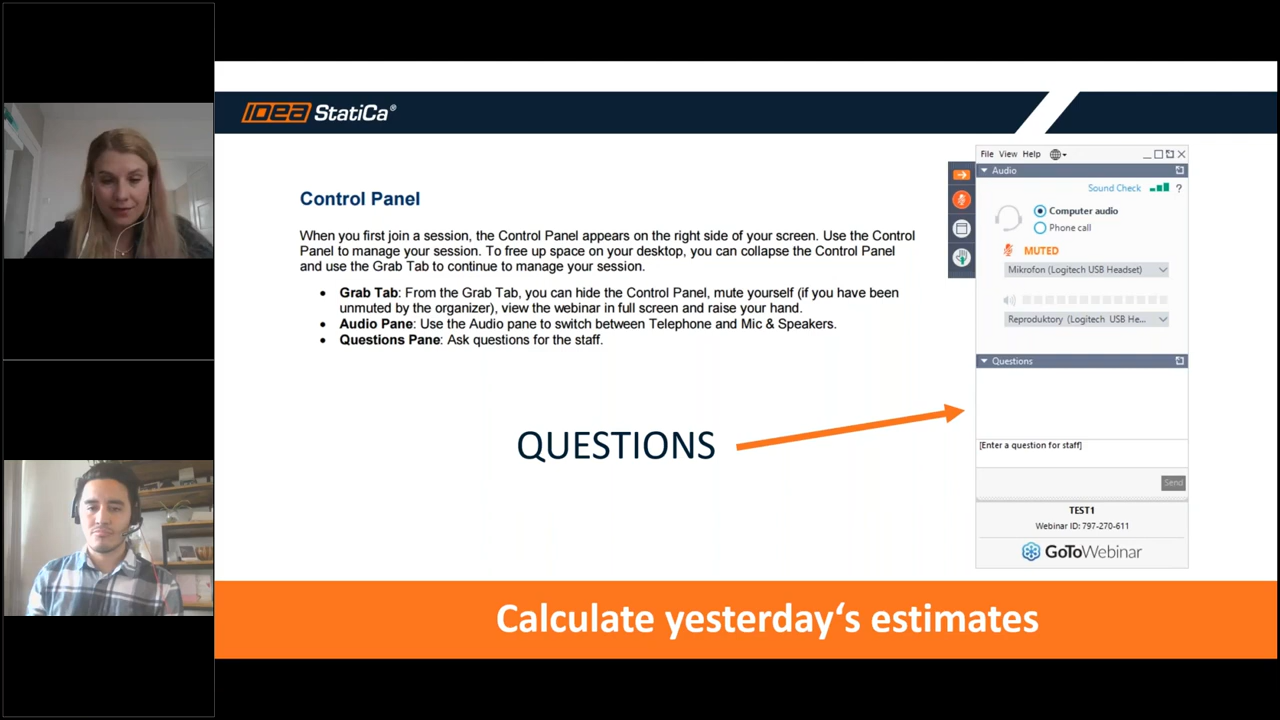 IDEA StatiCa®
Control Panel
When you first join a session, the Control Panel appears on the right side of your screen. Use the Control
Panel to manage your session. To free up space on your desktop, you can collapse the Control Panel
and use the Grab Tab to continue to manage your session.
• Grab Tab: From the Grab Tab, you can hide the Control Panel, mute yourself (if you have been
unmuted by the organizer), view the webinar in full screen and raise your hand.
• Audio Pane: Use the Audio pane to switch between Telephone and Mic & Speakers.
• Questions Pane: Ask questions for the staff.
QUESTIONS
File View Help
Audio
Sound Check ?
Computer audio
Phone call
MUTED
Mikrofon (Logitech USB Headset)
Reproduktory (Logitech USB He...
Questions
[Enter a question for staff]
Send
TEST1
Webinar ID: 797-270-611
GoToWebinar
Calculate yesterday‘s estimates